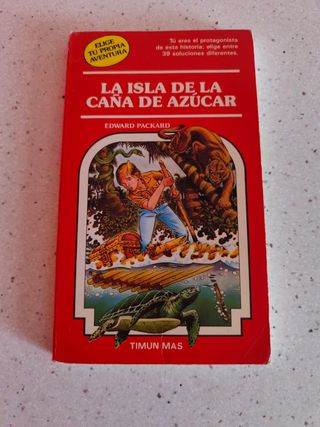 ELIGE
TU PROPIA
AVENTURA
Tú eres el protagonista
de esta historia: elige entre
39 soluciones diferentes.
LA ISLA DE LA
CAÑA DE AZÚCAR
EDWARD PACKARD
TIMUN MAS